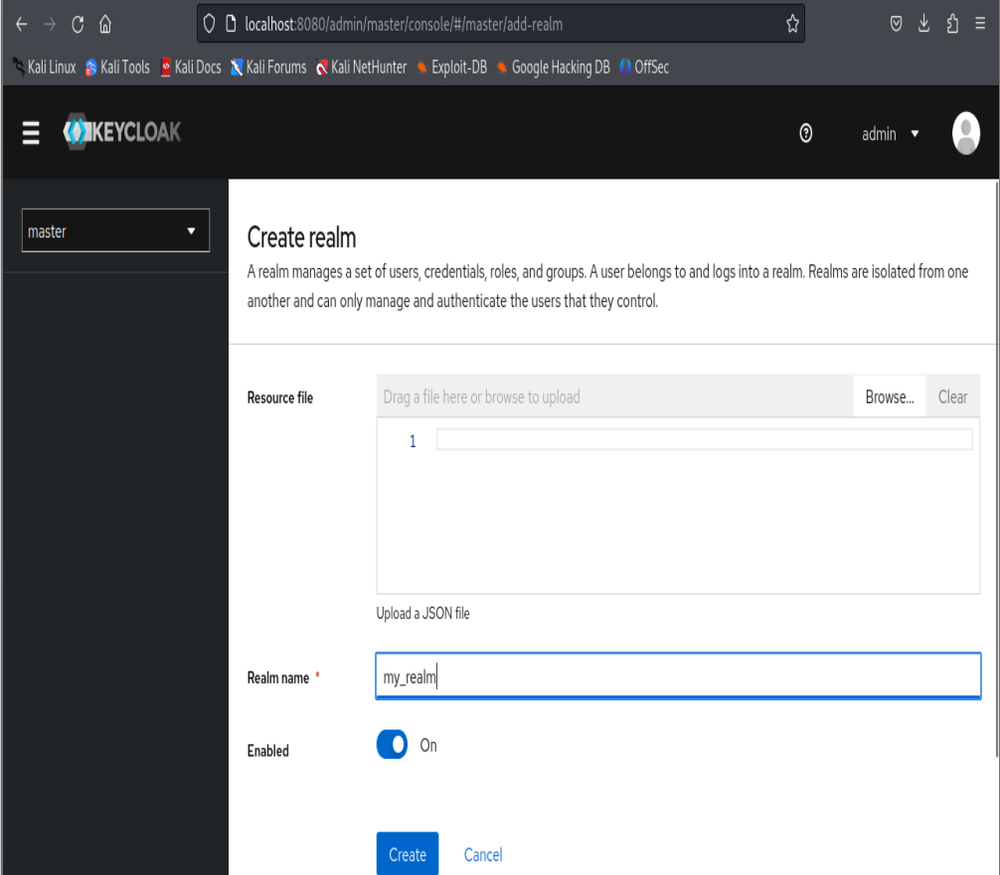 localhost:8080/admin/master/console/#/master/add-realm
Kali Linux Kali Tools Kali Docs Kali Forums Kali NetHunter Exploit-DB Google Hacking DB OffSec
KEYCLOAK admin
master
Create realm
A realm manages a set of users, credentials, roles, and groups. A user belongs to and logs into a realm. Realms are isolated from one
another and can only manage and authenticate the users that they control.
Resource file Drag a file here or browse to upload Browse... Clear
1
Upload a JSON file
Realm name * my_realm
Enabled On
Create Cancel